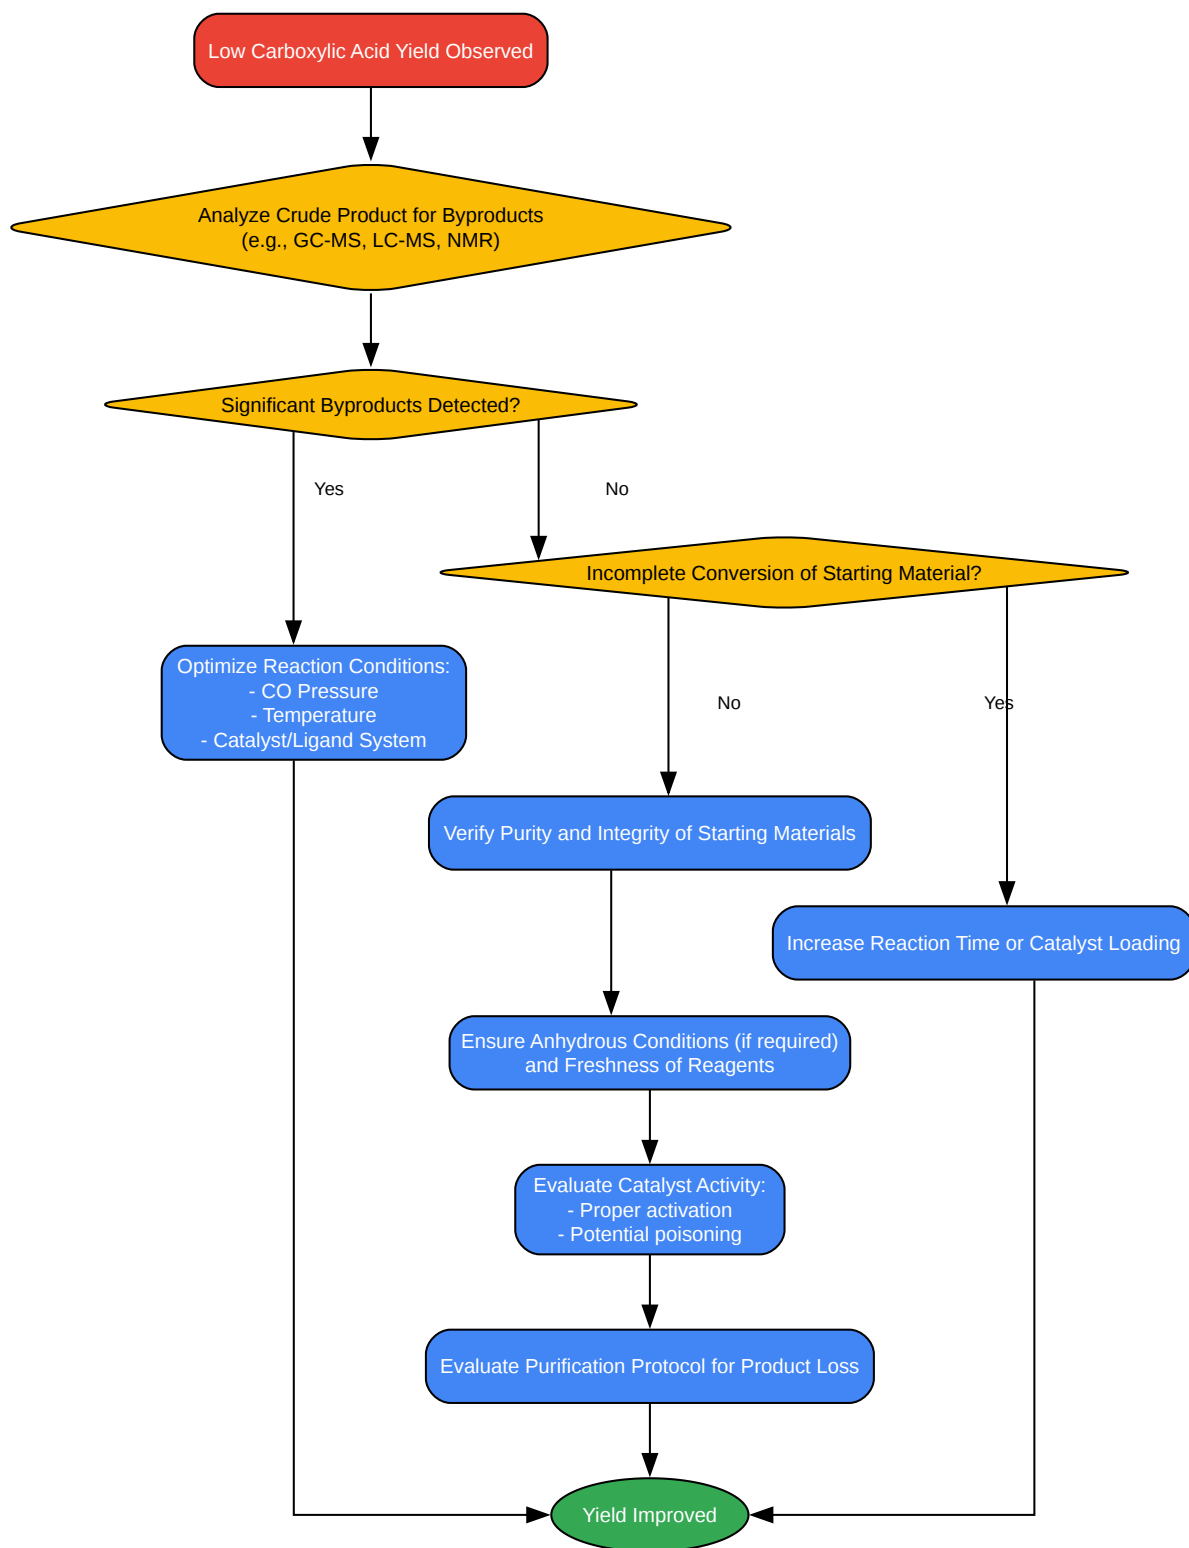 Low Carboxylic Acid Yield Observed
Analyze Crude Product for Byproducts
(e.g., GC-MS, LC-MS, NMR)
Significant Byproducts Detected?
Yes
No
Incomplete Conversion of Starting Material?
Optimize Reaction Conditions:
- CO Pressure
- Temperature
- Catalyst/Ligand System
No
Yes
Verify Purity and Integrity of Starting Materials
Increase Reaction Time or Catalyst Loading
Ensure Anhydrous Conditions (if required)
and Freshness of Reagents
Evaluate Catalyst Activity:
- Proper activation
- Potential poisoning
Evaluate Purification Protocol for Product Loss
Yield Improved